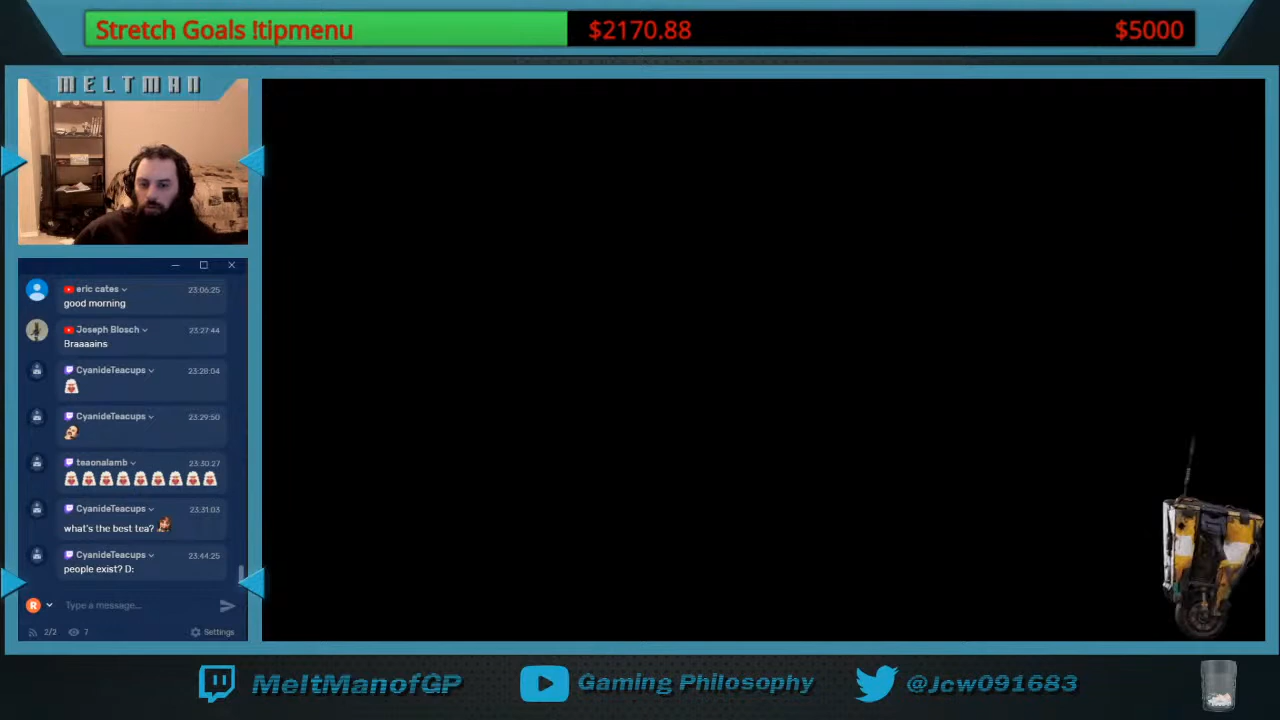 Stretch Goals !tipmenu $2170.88 $5000
MELTMAN
eric cates 23:06:25
good morning
Joseph Blosch 23:27:44
Braaaains
CyanideTeacups 23:28:04
CyanideTeacups 23:29:50
teaonalamb 23:30:27
CyanideTeacups 23:31:03
what's the best tea?
CyanideTeacups 23:44:25
people exist? D:
R Type a message...
2/2 7 Settings
MeltManofGP Gaming Philosophy @Jcw091683